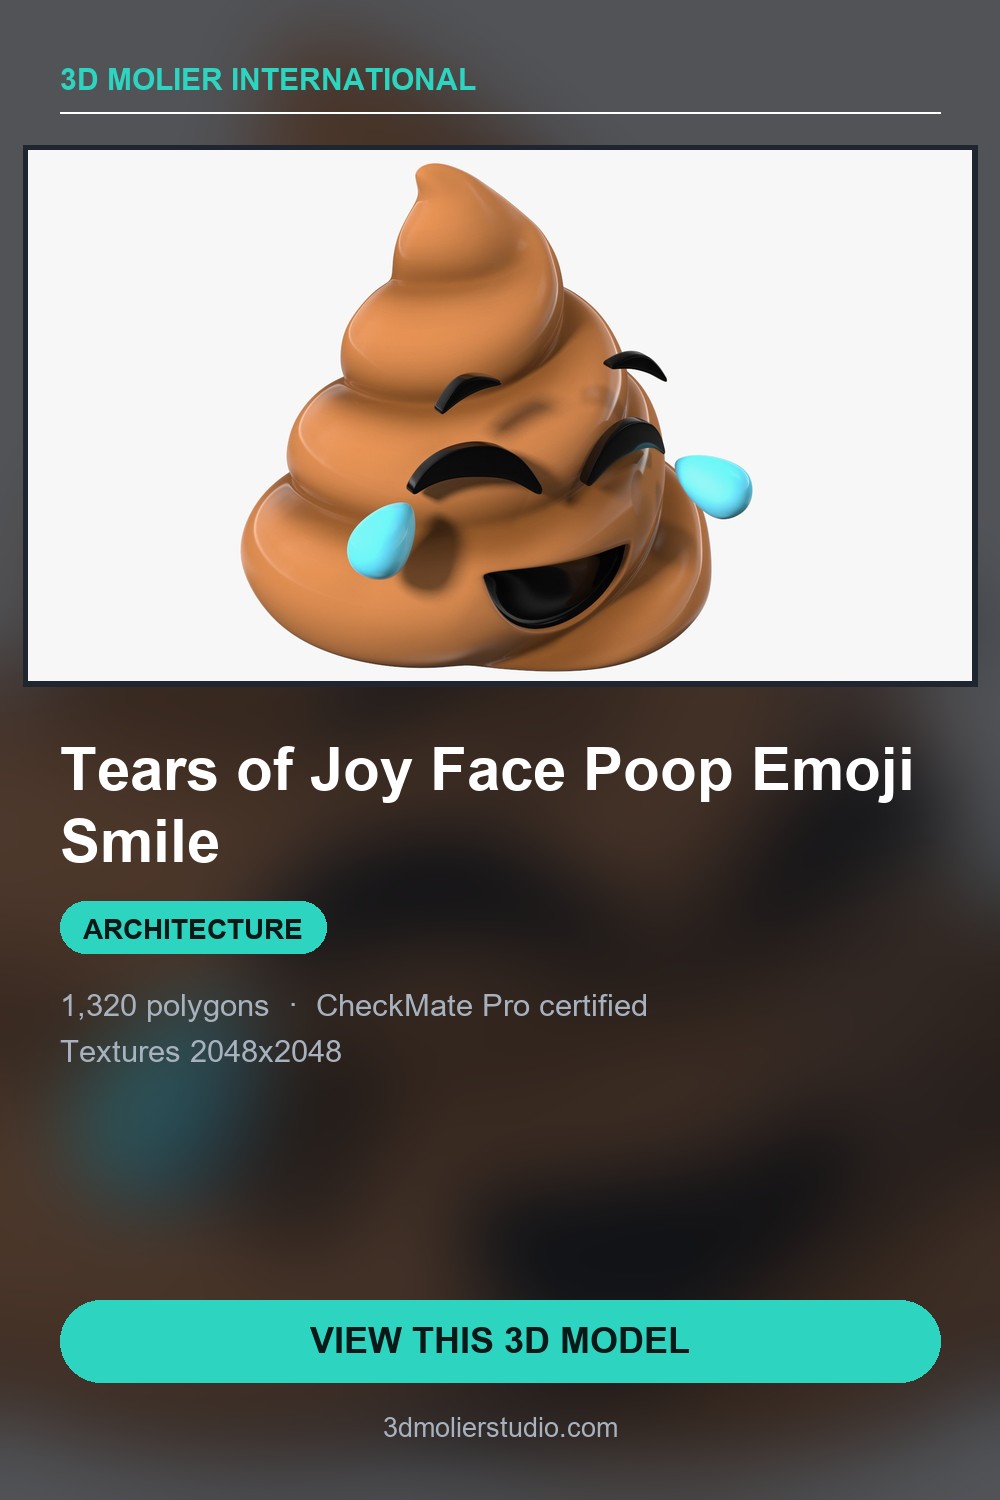 3D MOLIER INTERNATIONAL
Tears of Joy Face Poop Emoji
Smile
ARCHITECTURE
1,320 polygons · CheckMate Pro certified
Textures 2048x2048
VIEW THIS 3D MODEL
3dmolierstudio.com